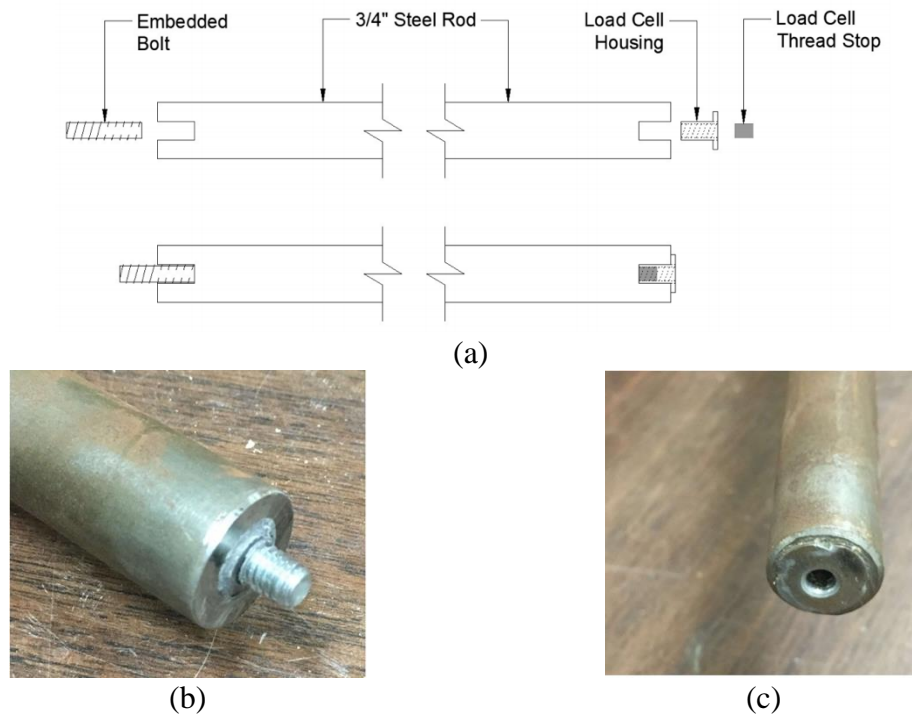 Embedded
Bolt
3/4" Steel Rod
Load Cell
Housing
Load Cell
Thread Stop
(a)
(b)
(c)